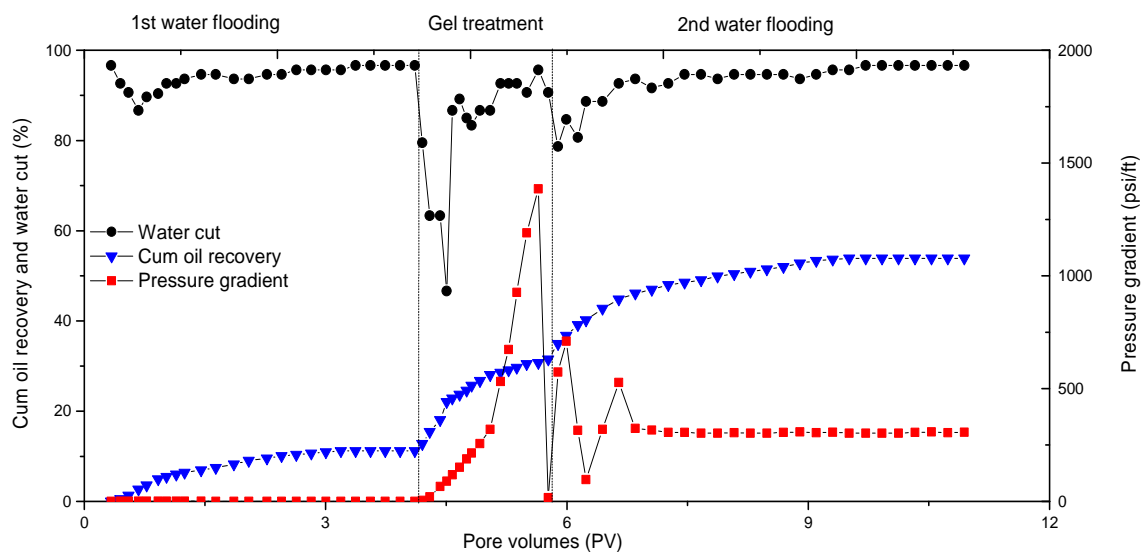 1st water flooding Gel treatment 2nd water flooding
100 2000
80 1500
60 1000
40 500
20
0 0
Cum oil recovery and water cut (%)
Water cut
Cum oil recovery
Pressure gradient
Pressure gradient (psi/ft)
0 3 6 9 12
Pore volumes (PV)